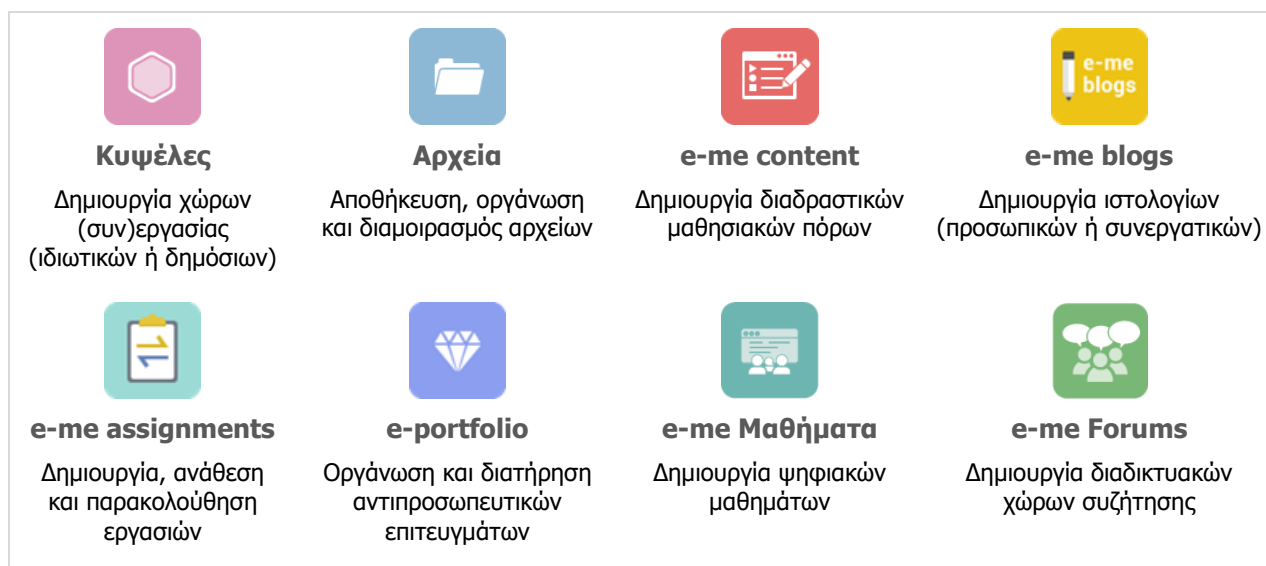 e-me
blogs
Κυψέλες
Δημιουργία χώρων
(συν)εργασίας
(ιδιωτικών ή δημόσιων)
Αρχεία
Αποθήκευση, οργάνωση
και διαμοιρασμός αρχείων
e-me content
Δημιουργία διαδραστικών
μαθησιακών πόρων
e-me blogs
Δημιουργία ιστολογίων
(προσωπικών ή συνεργατικών)
e-me assignments
Δημιουργία, ανάθεση
και παρακολούθηση
εργασιών
e-portfolio
Οργάνωση και διατήρηση
αντιπροσωπευτικών
επιτευγμάτων
e-me Μαθήματα
Δημιουργία ψηφιακών
μαθημάτων
e-me Forums
Δημιουργία διαδικτυακών
χώρων συζήτησης